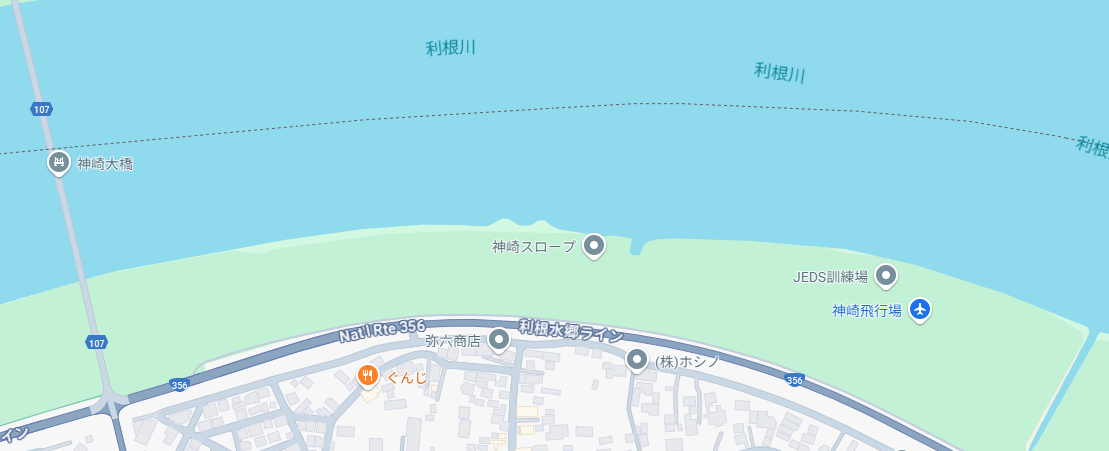 利根川
利根川
107
利根
神崎大橋
神崎スロープ
JEDS訓練場
神崎飛行場
Nat'l Rte 356
利根水郷ライン
107
弥六商店
(株)ホシノ
356
ぐんじ
356
イン